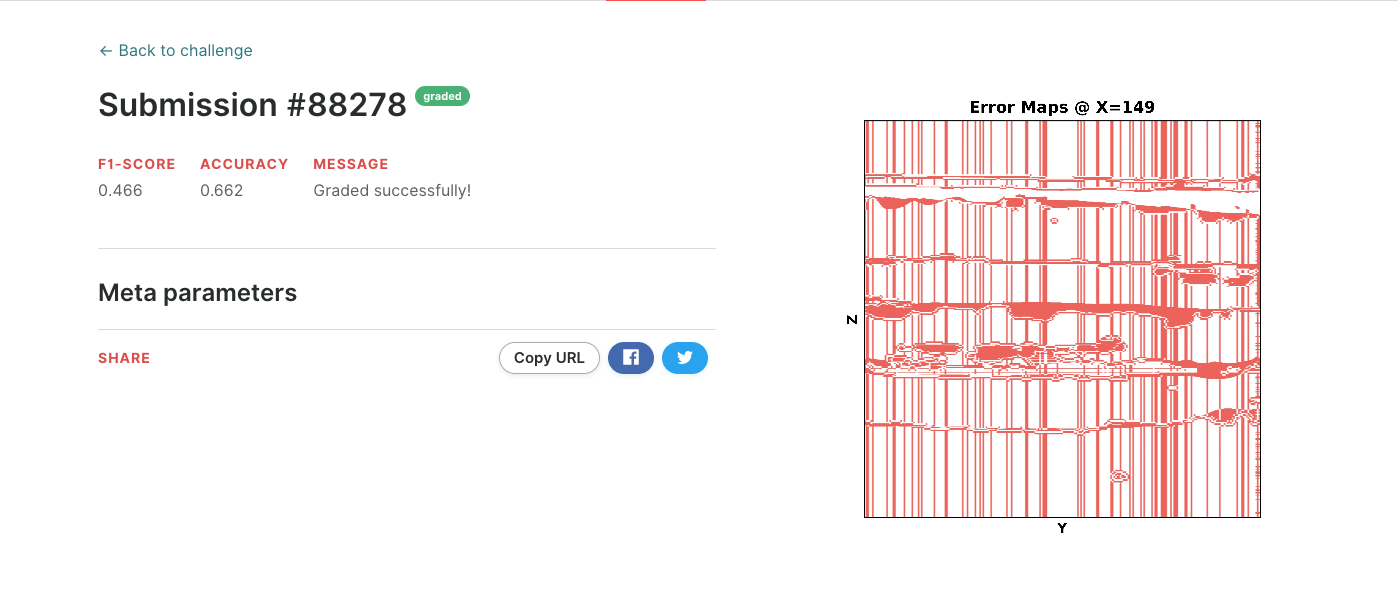 ← Back to challenge
Submission #88278 graded
F1-SCORE ACCURACY MESSAGE
0.466 0.662 Graded successfully!
Meta parameters
SHARE Copy URL
Error Maps @ X=149
Z
Y